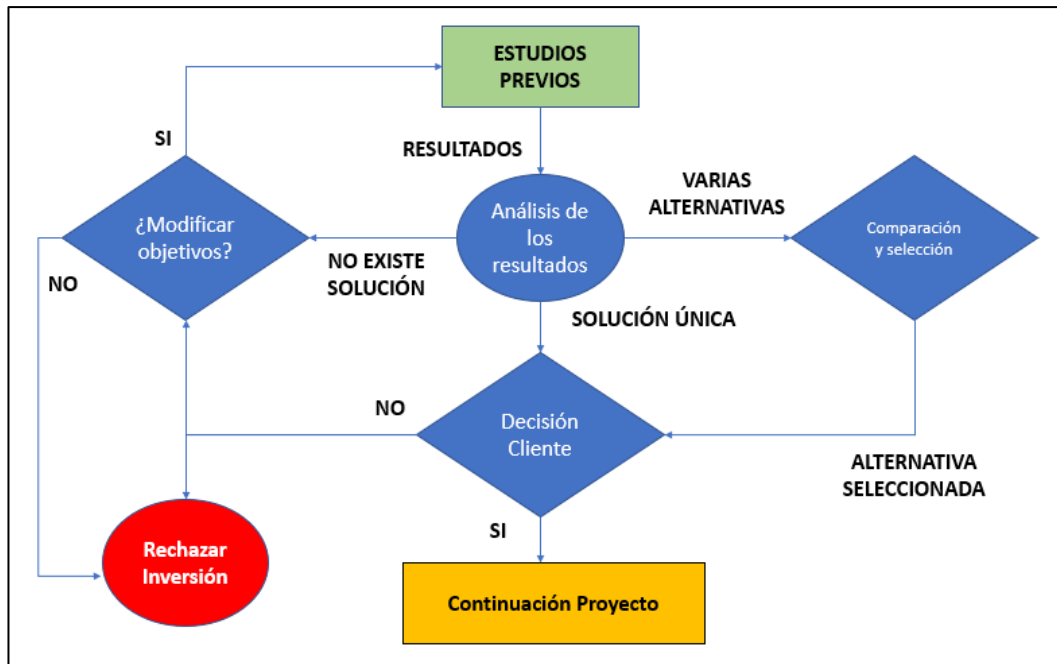 ESTUDIOS
PREVIOS
SI
RESULTADOS
VARIAS
ALTERNATIVAS
¿Modificar
objetivos?
Análisis de
los
resultados
Comparación
y selección
NO
NO EXISTE
SOLUCIÓN
SOLUCIÓN ÚNICA
NO
Decisión
Cliente
ALTERNATIVA
SELECCIONADA
SI
Rechazar
Inversión
Continuación Proyecto